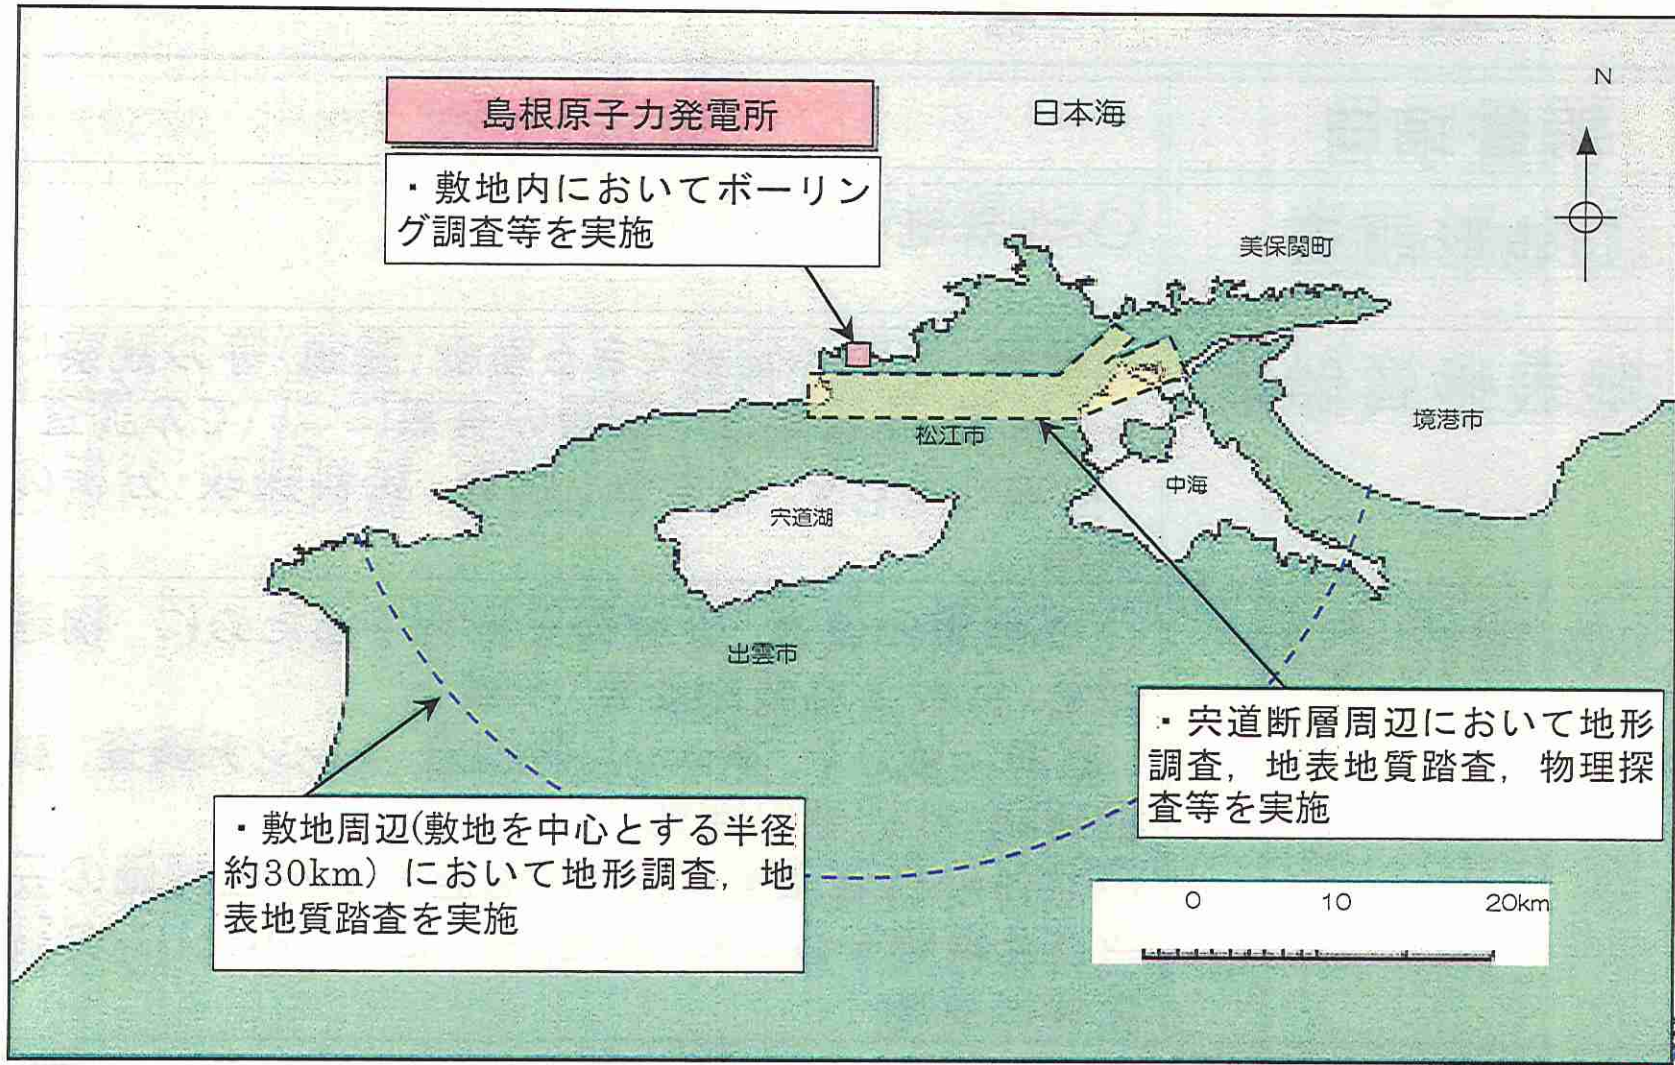 島根原子力発電所
・敷地内においてボーリン
グ調査等を実施
日本海
N
美保関町
境港市
松江市
中海
宍道湖
出雲市
・宍道断層周辺において地形
調査，地表地質踏査，物理探
査等を実施
・敷地周辺(敷地を中心とする半径
約30km）において地形調査，地
表地質踏査を実施
0 10 20km